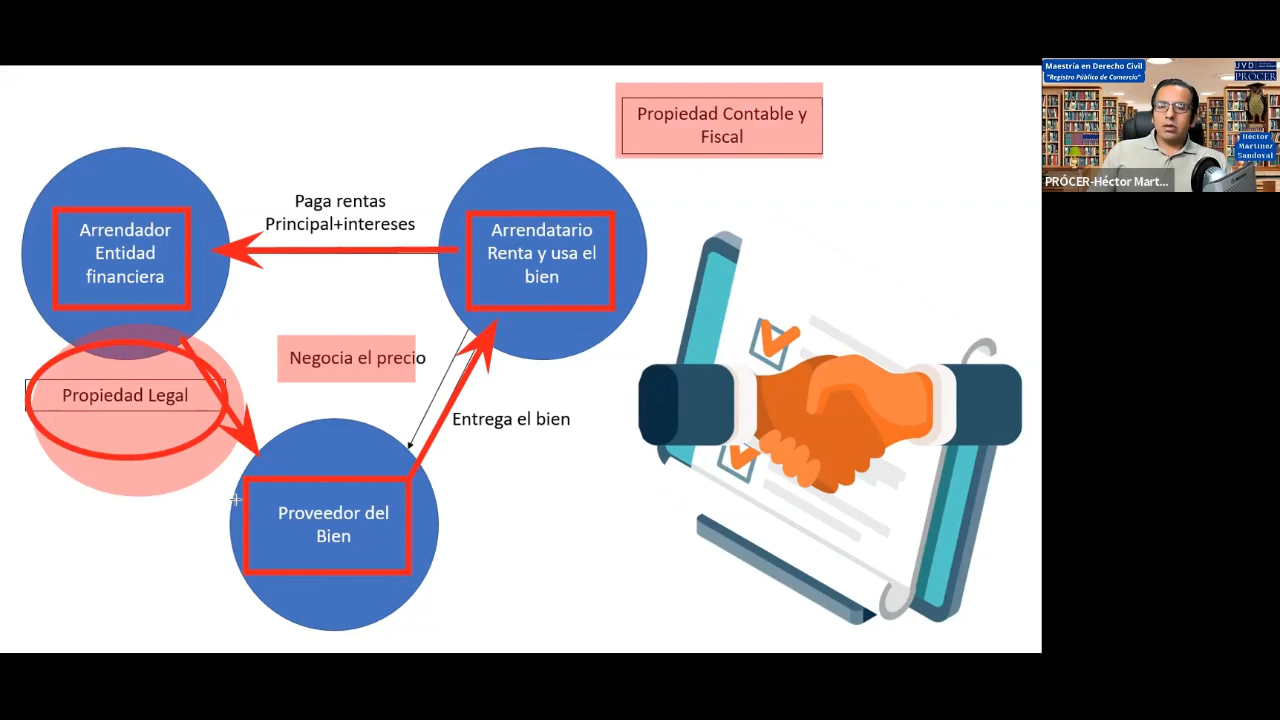 Propiedad Contable y
Fiscal
Paga rentas
Principal+intereses
Arrendador
Entidad
financiera
Arrendatario
Renta y usa el
bien
Negocia el precio
Propiedad Legal
Entrega el bien
Proveedor del
Bien
Maestría en Derecho Civil
"Registro Público de Comercio"
UVD
PRÓCER
Héctor
Martínez
Sandoval
PRÓCER-Héctor Mart...